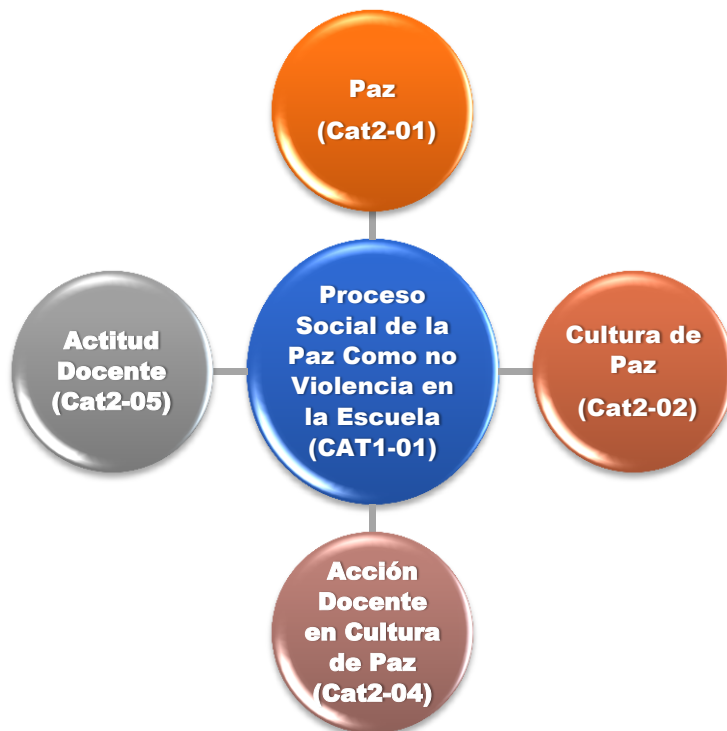 Paz
(Cat2-01)
Actitud
Docente
(Cat2-05)
Proceso
Social de la
Paz Como no
Violencia en
la Escuela
(CAT1-01)
Cultura de
Paz
(Cat2-02)
Acción
Docente
en Cultura
de Paz
(Cat2-04)